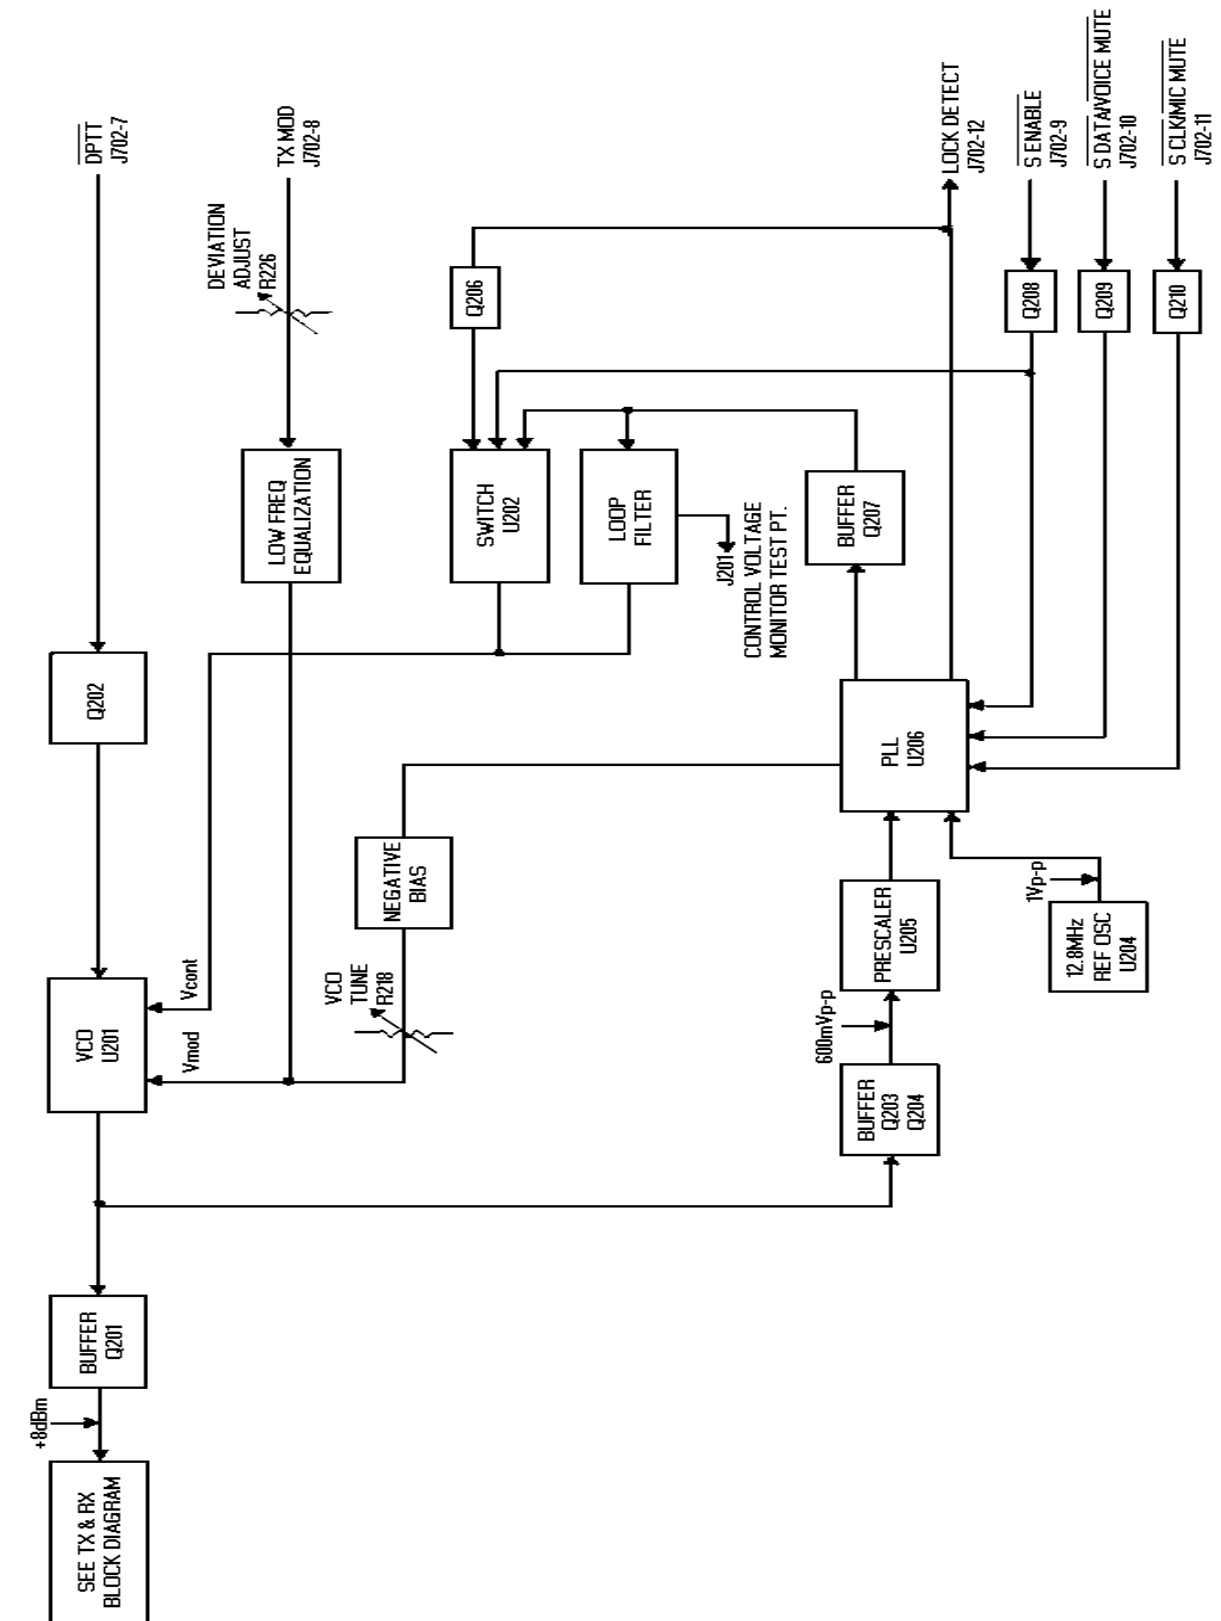 SEE TX & RX
BLOCK DIAGRAM
+8dBm
BUFFER
Q201
VCO
U201
Q202
DPTT
J702-7
Vmod
Vcont
LOW FREQ
EQUALIZATION
DEVIATION
ADJUST
R226
TX MOD
J702-8
VCO
TUNE
R218
NEGATIVE
BIAS
SWITCH
U202
Q206
LOOP
FILTER
J201
CONTROL VOLTAGE
MONITOR TEST PT.
BUFFER
Q203
Q204
600mVp-p
PRESCALER
U205
PLL
U206
BUFFER
Q207
LOCK DETECT
J702-12
12.8MHz
REF OSC
U204
1Vp-p
Q208
S ENABLE
J702-9
Q209
S DATA/VOICE MUTE
J702-10
Q210
S CLK/MIC MUTE
J702-11